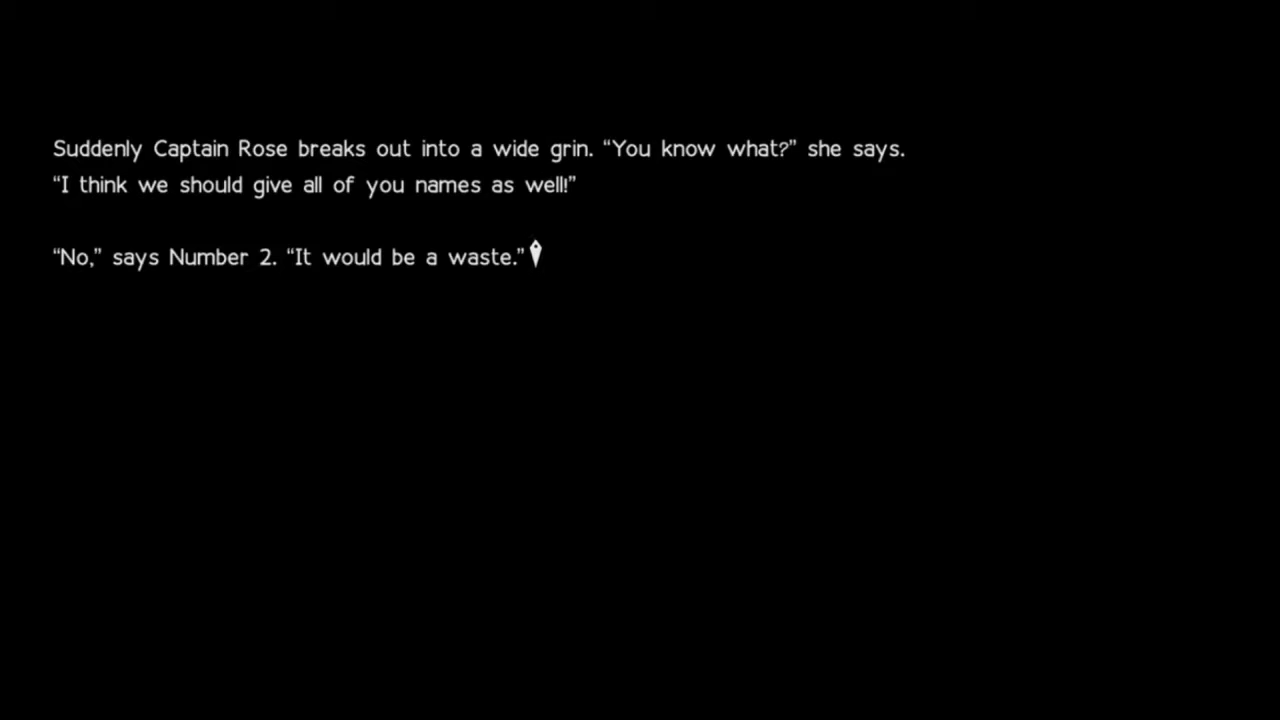 Suddenly Captain Rose breaks out into a wide grin. “You know what?” she says.
“I think we should give all of you names as well!”
“No,” says Number 2. “It would be a waste.”